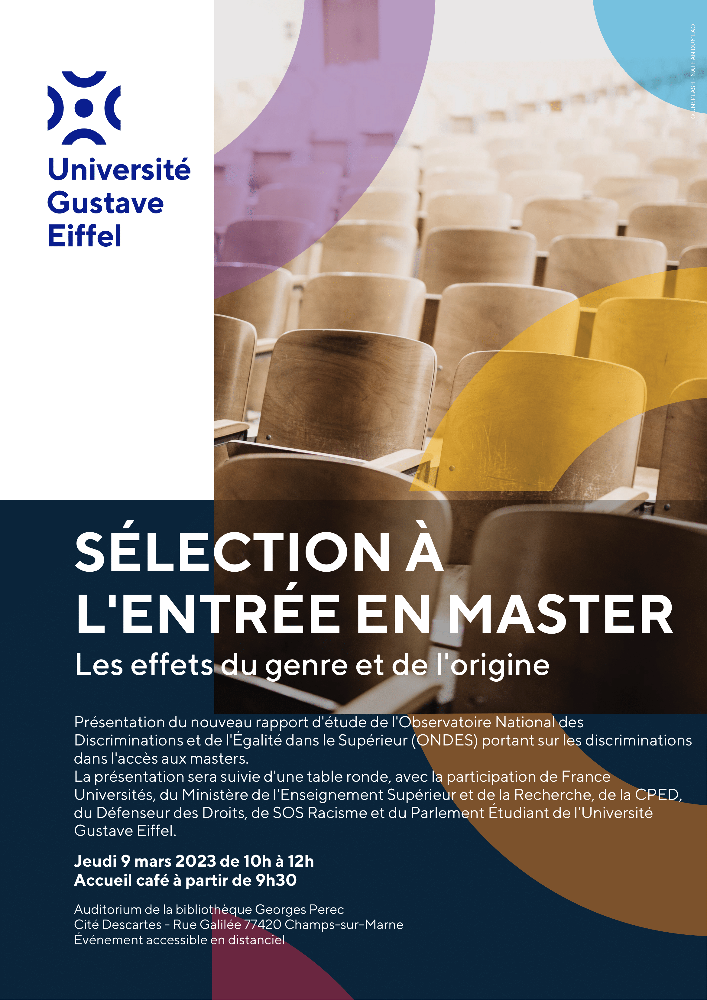 © UNSPLASH - NATHAN DUMLAO
Université
Gustave
Eiffel
SÉLECTION À
L'ENTRÉE EN MASTER
Les effets du genre et de l'origine
Présentation du nouveau rapport d'étude de l'Observatoire National des
Discriminations et de l'Égalité dans le Supérieur (ONDES) portant sur les discriminations
dans l'accès aux masters.
La présentation sera suivie d'une table ronde, avec la participation de France
Universités, du Ministère de l'Enseignement Supérieur et de la Recherche, de la CPED,
du Défenseur des Droits, de SOS Racisme et du Parlement Étudiant de l'Université
Gustave Eiffel.
Jeudi 9 mars 2023 de 10h à 12h
Accueil café à partir de 9h30
Auditorium de la bibliothèque Georges Perec
Cité Descartes - Rue Galilée 77420 Champs-sur-Marne
Événement accessible en distanciel